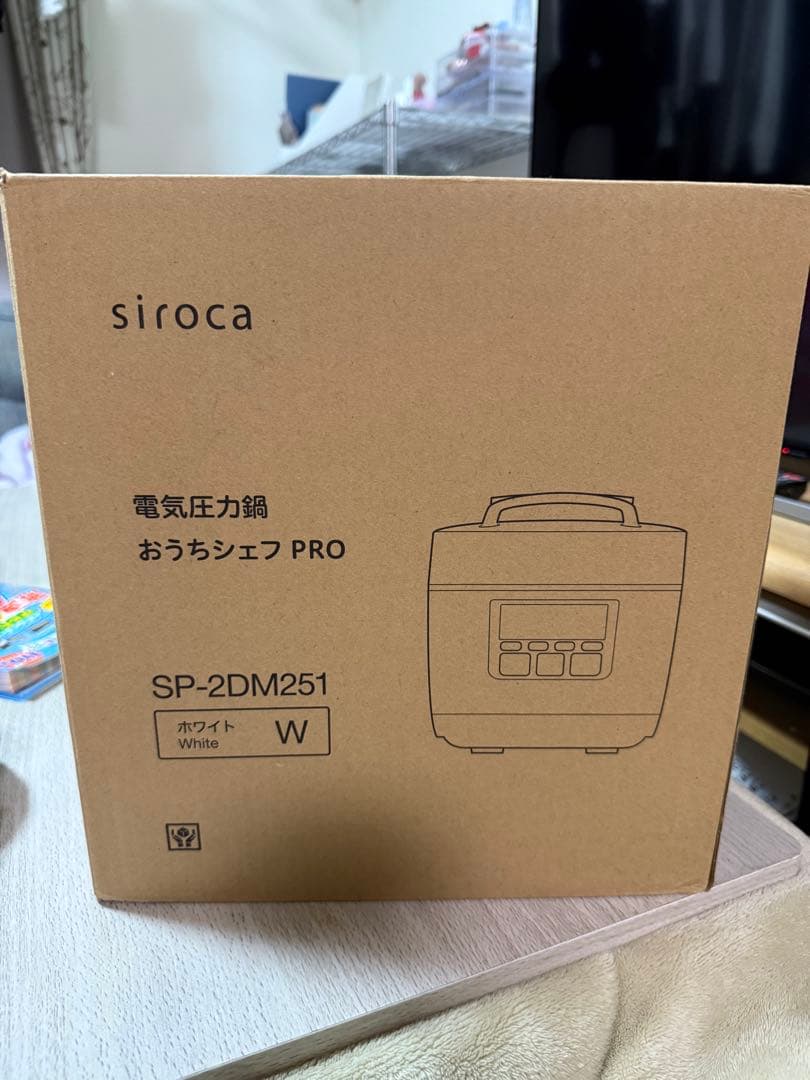 siroca
電気圧力鍋
おうちシェフ PRO
SP-2DM251
ホワイト
White
W